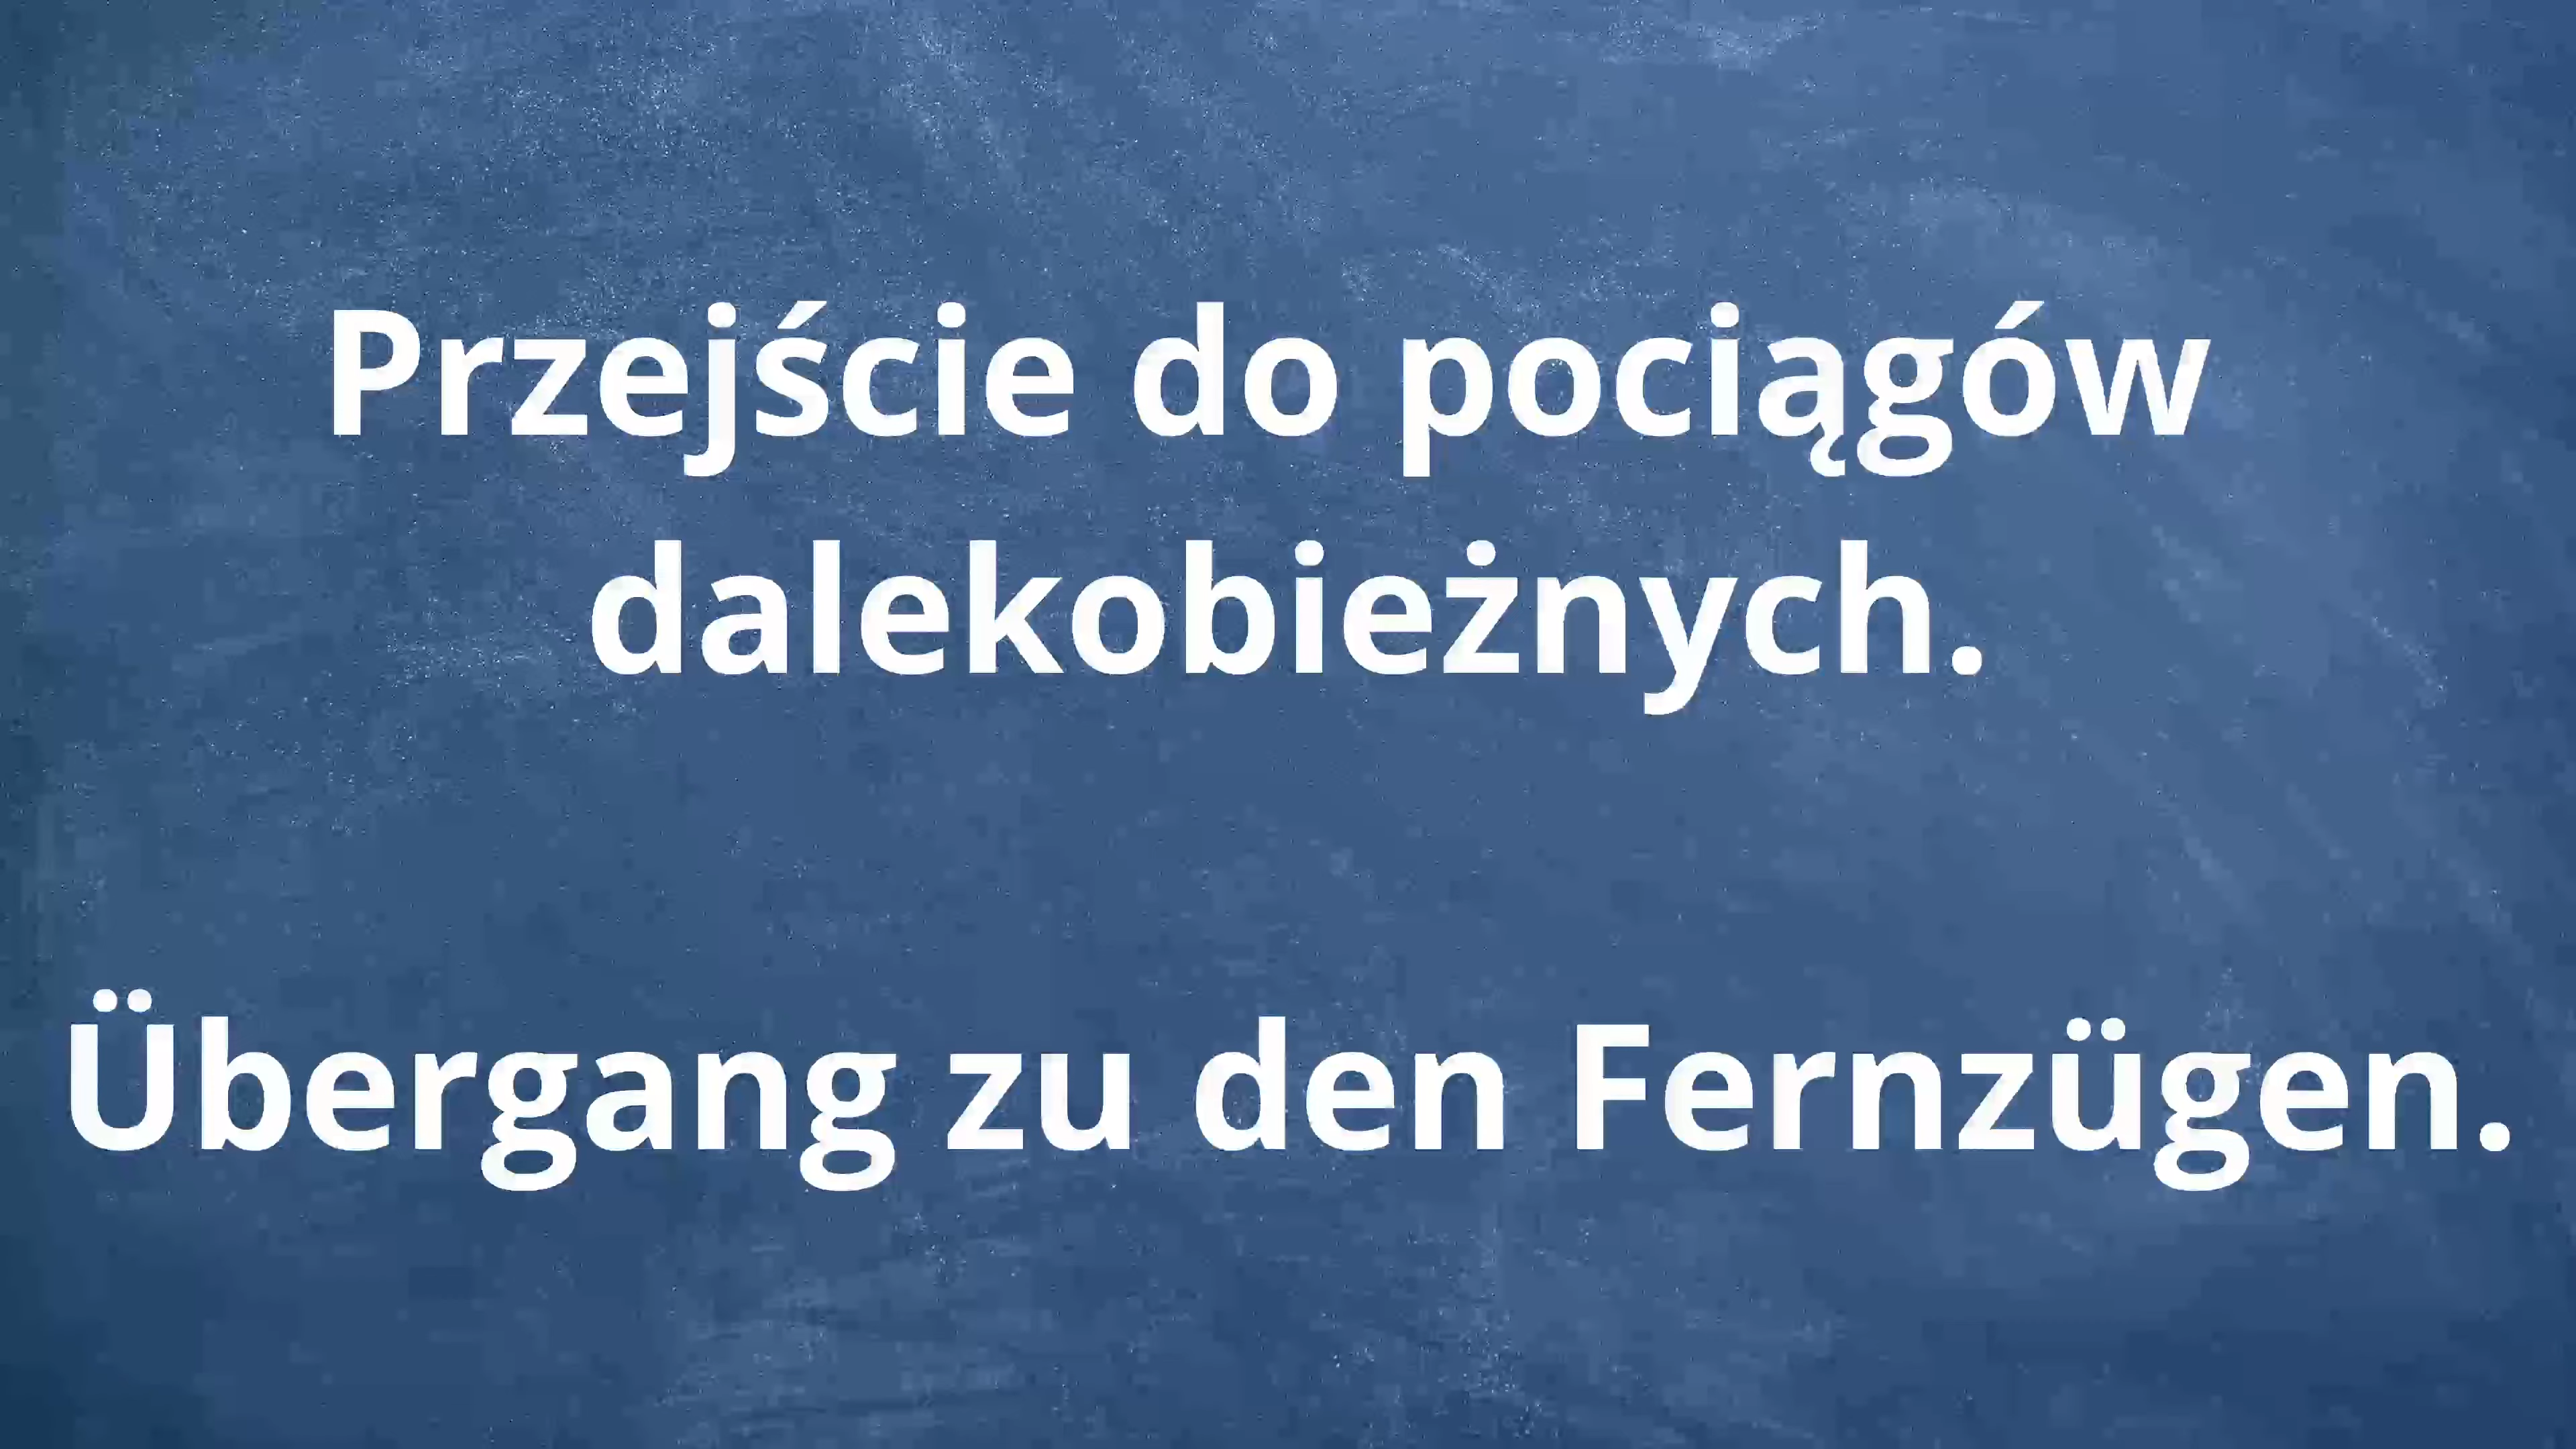 Przejście do pociągów
dalekobieżnych.
Übergang zu den Fernzügen.